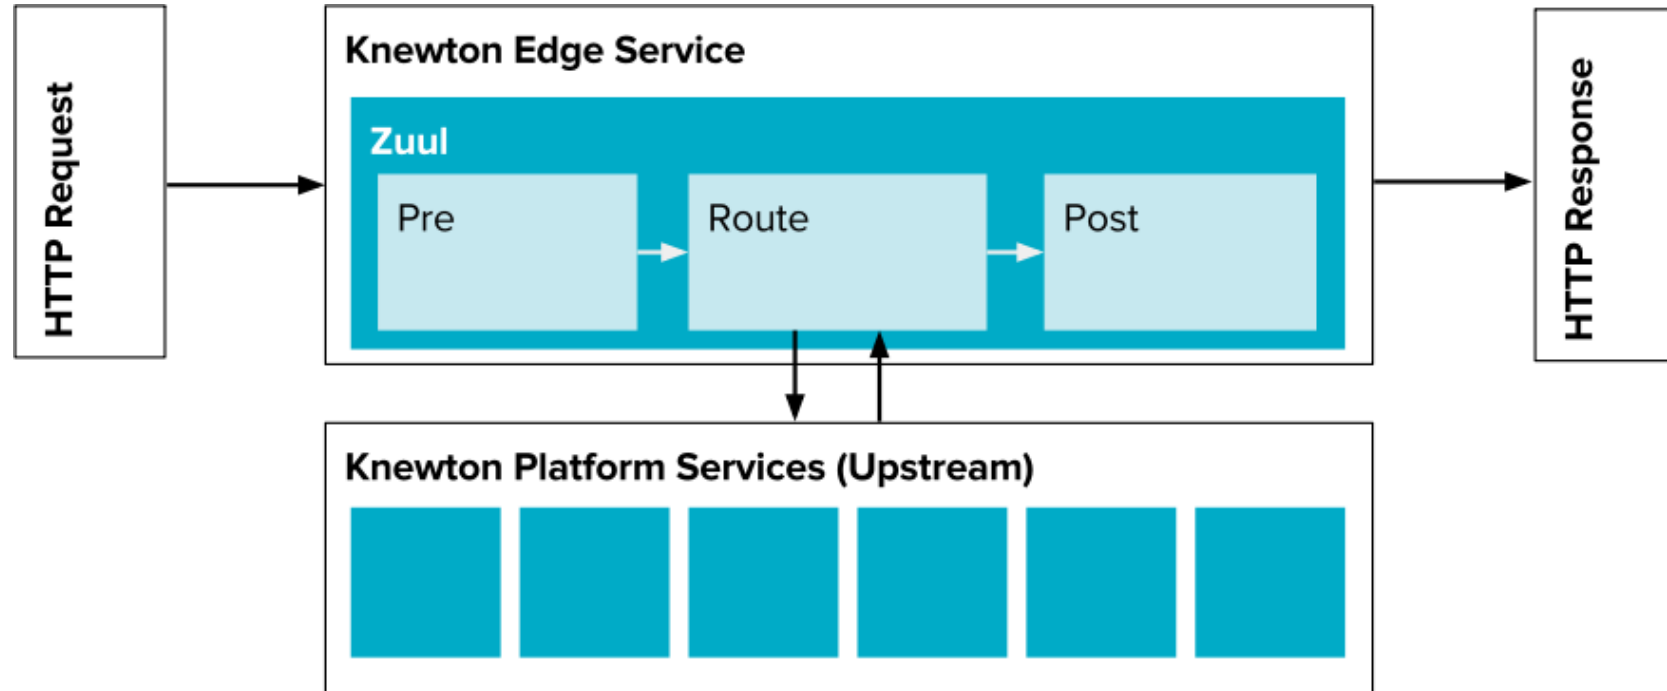 HTTP Request
Knewton Edge Service
Zuul
Pre
Route
Post
HTTP Response
Knewton Platform Services (Upstream)